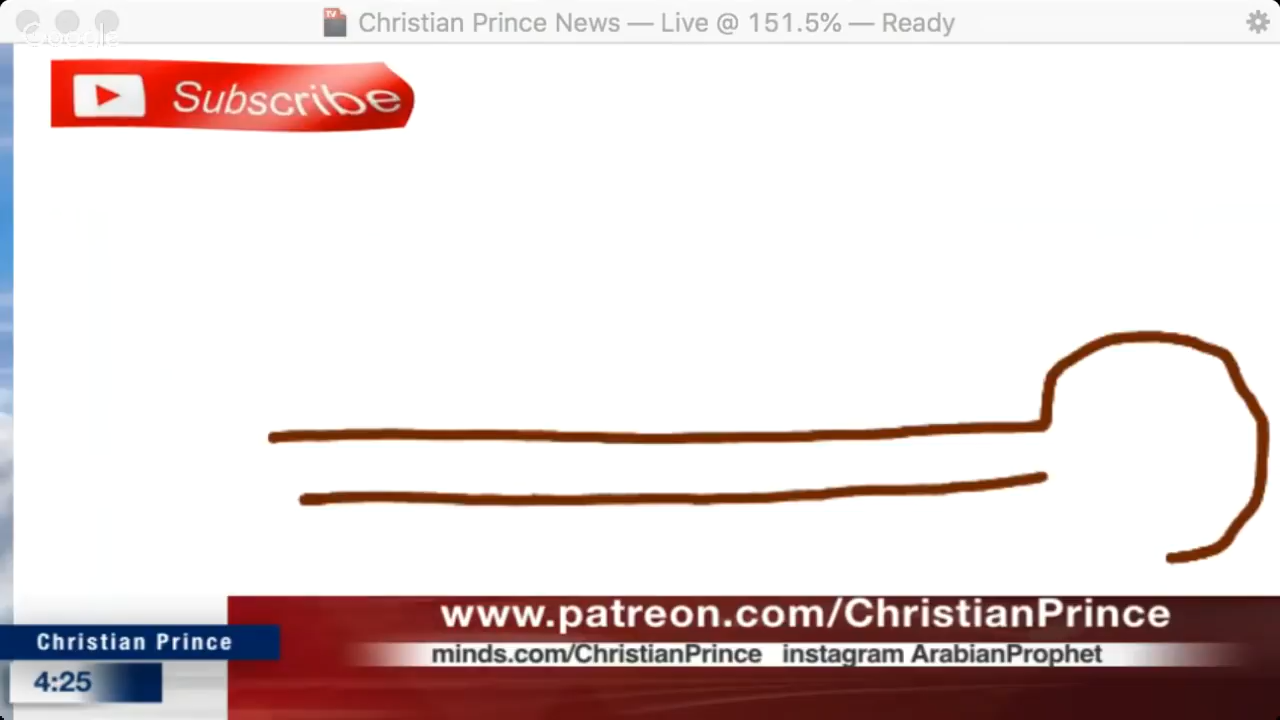 Christian Prince News — Live @ 151.5% — Ready
Google
Subscribe
www.patreon.com/ChristianPrince
Christian Prince
minds.com/ChristianPrince instagram ArabianProphet
4:25